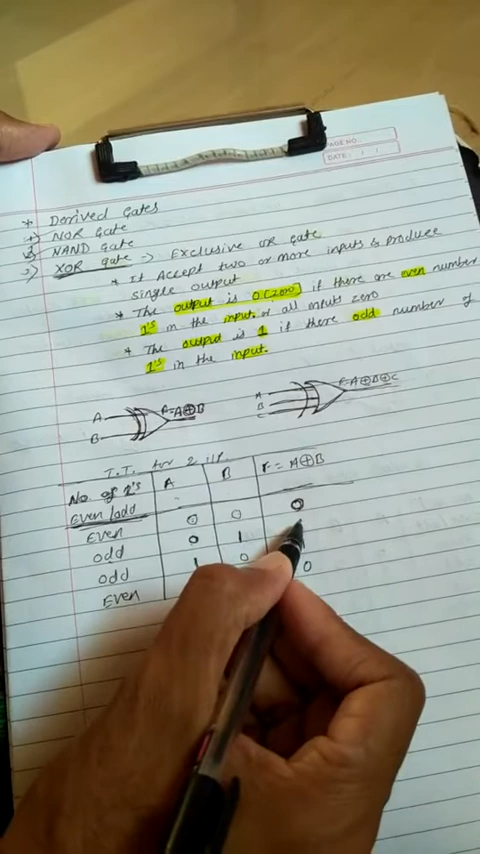 PAGE NO.
DATE: / /
* Derived Gates
1) NOR Gate
2) NAND Gate
3) XOR gate -> Exclusive OR gate
* It Accept two or more inputs & produce
single output
* The output is 0 (zero) if there are even number
1's in the input. or all inputs zero
* The output is 1 if there odd number of
1's in the input.
A
B
F=A⊕B
A
B
C
F=A⊕B⊕C
T.T. for 2 i/p
No of 1's A B F = A⊕B
Even/odd
Even 0 0 0
odd 0 1
odd 1 0
Even 0